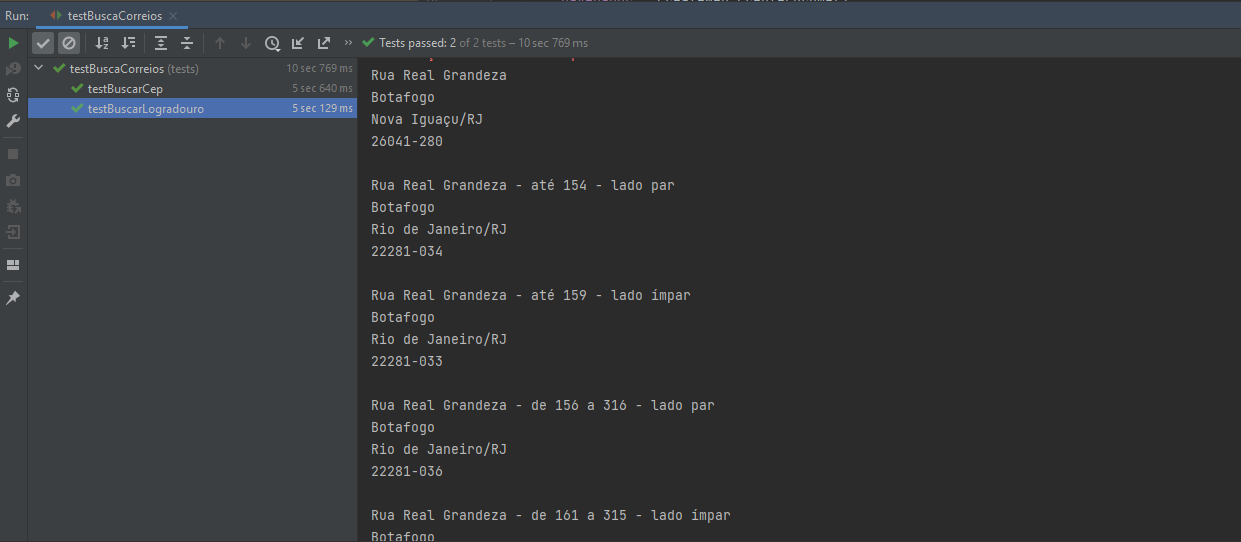 Run: testBuscaCorreios
Tests passed: 2 of 2 tests – 10 sec 769 ms
testBuscaCorreios (tests) 10 sec 769 ms
testBuscarCep 5 sec 640 ms
testBuscarLogradouro 5 sec 129 ms
Rua Real Grandeza
Botafogo
Nova Iguaçu/RJ
26041-280
Rua Real Grandeza - até 154 - lado par
Botafogo
Rio de Janeiro/RJ
22281-034
Rua Real Grandeza - até 159 - lado ímpar
Botafogo
Rio de Janeiro/RJ
22281-033
Rua Real Grandeza - de 156 a 316 - lado par
Botafogo
Rio de Janeiro/RJ
22281-036
Rua Real Grandeza - de 161 a 315 - lado ímpar
Botafogo